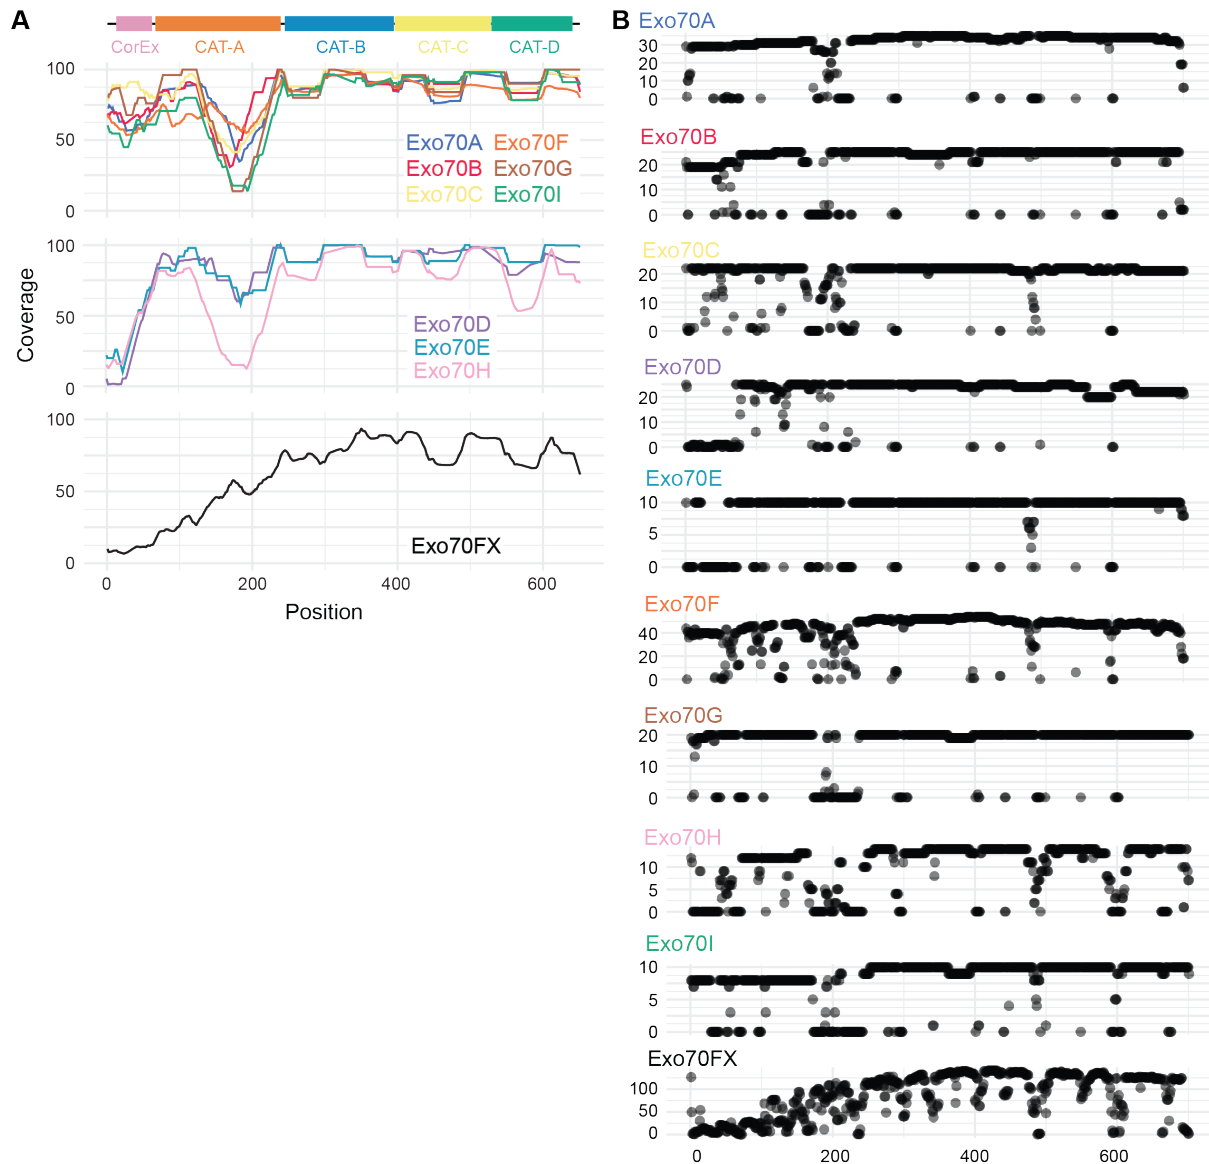 A
CorEx CAT-A CAT-B CAT-C CAT-D
100
50
0
Exo70A Exo70F
Exo70B Exo70G
Exo70C Exo70I
100
50
0
Exo70D
Exo70E
Exo70H
Coverage
100
50
0
Exo70FX
0 200 400 600
Position
B Exo70A
30
20
10
0
Exo70B
20
10
0
Exo70C
20
10
0
Exo70D
20
10
0
Exo70E
10
5
0
Exo70F
40
20
0
Exo70G
20
10
0
Exo70H
10
5
0
Exo70I
10
5
0
Exo70FX
100
50
0
0 200 400 600